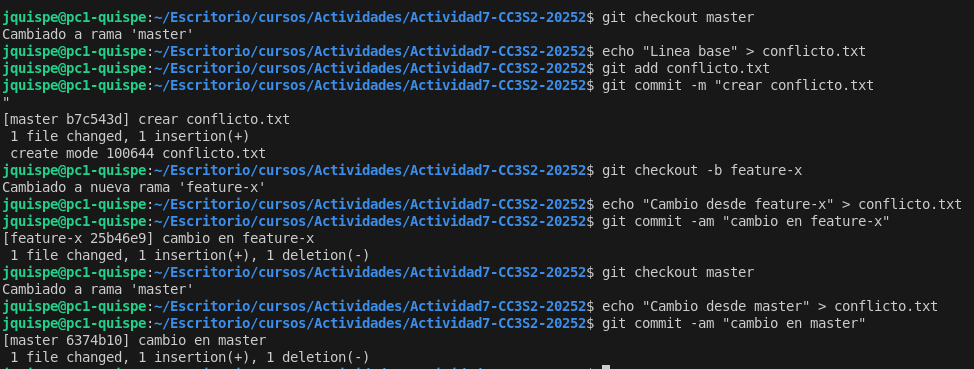 jquispe@pc1-quispe:~/Escritorio/cursos/Actividades/Actividad7-CC3S2-20252$ git checkout master
Cambiado a rama 'master'
jquispe@pc1-quispe:~/Escritorio/cursos/Actividades/Actividad7-CC3S2-20252$ echo "Linea base" > conflicto.txt
jquispe@pc1-quispe:~/Escritorio/cursos/Actividades/Actividad7-CC3S2-20252$ git add conflicto.txt
jquispe@pc1-quispe:~/Escritorio/cursos/Actividades/Actividad7-CC3S2-20252$ git commit -m "crear conflicto.txt
"
[master b7c543d] crear conflicto.txt
 1 file changed, 1 insertion(+)
 create mode 100644 conflicto.txt
jquispe@pc1-quispe:~/Escritorio/cursos/Actividades/Actividad7-CC3S2-20252$ git checkout -b feature-x
Cambiado a nueva rama 'feature-x'
jquispe@pc1-quispe:~/Escritorio/cursos/Actividades/Actividad7-CC3S2-20252$ echo "Cambio desde feature-x" > conflicto.txt
jquispe@pc1-quispe:~/Escritorio/cursos/Actividades/Actividad7-CC3S2-20252$ git commit -am "cambio en feature-x"
[feature-x 25b46e9] cambio en feature-x
 1 file changed, 1 insertion(+), 1 deletion(-)
jquispe@pc1-quispe:~/Escritorio/cursos/Actividades/Actividad7-CC3S2-20252$ git checkout master
Cambiado a rama 'master'
jquispe@pc1-quispe:~/Escritorio/cursos/Actividades/Actividad7-CC3S2-20252$ echo "Cambio desde master" > conflicto.txt
jquispe@pc1-quispe:~/Escritorio/cursos/Actividades/Actividad7-CC3S2-20252$ git commit -am "cambio en master"
[master 6374b10] cambio en master
 1 file changed, 1 insertion(+), 1 deletion(-)